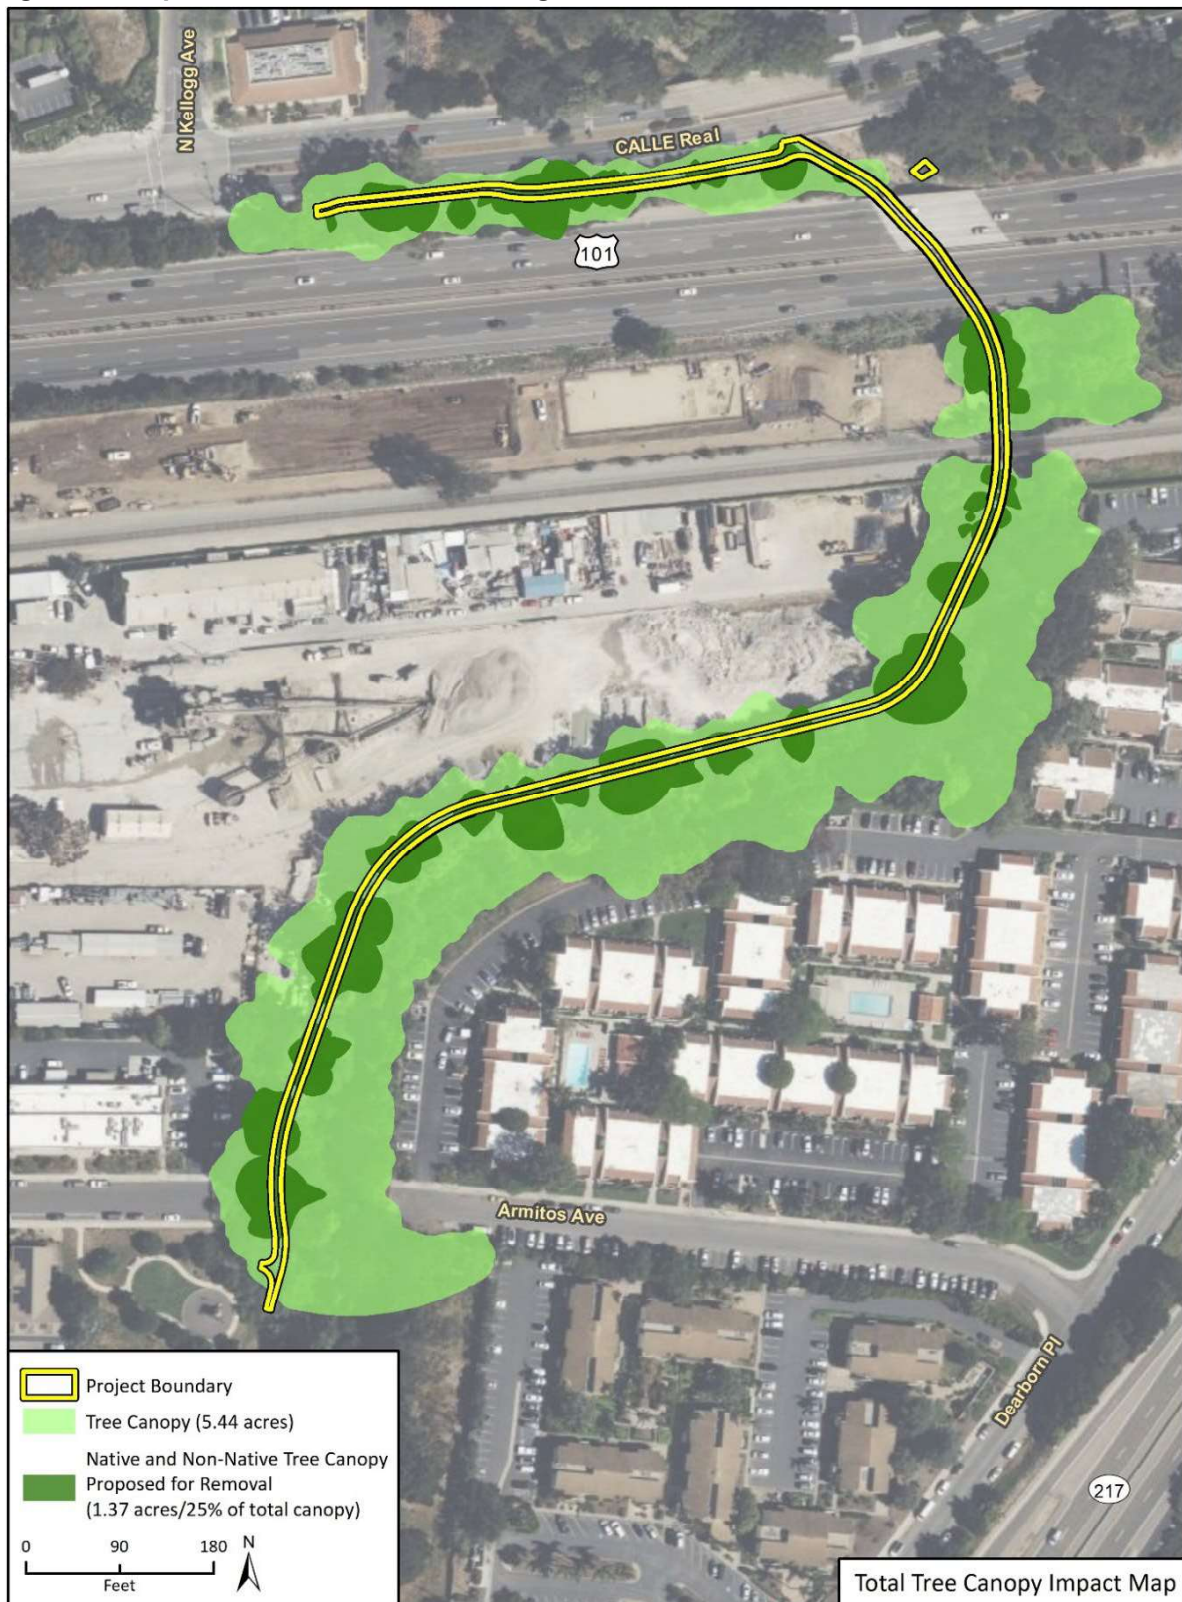 N Kellogg Ave
CALLE Real
101
Armitos Ave
Dearborn Pl
217
Project Boundary
Tree Canopy (5.44 acres)
Native and Non-Native Tree Canopy
Proposed for Removal
(1.37 acres/25% of total canopy)
0 90 180 N
Feet
Total Tree Canopy Impact Map